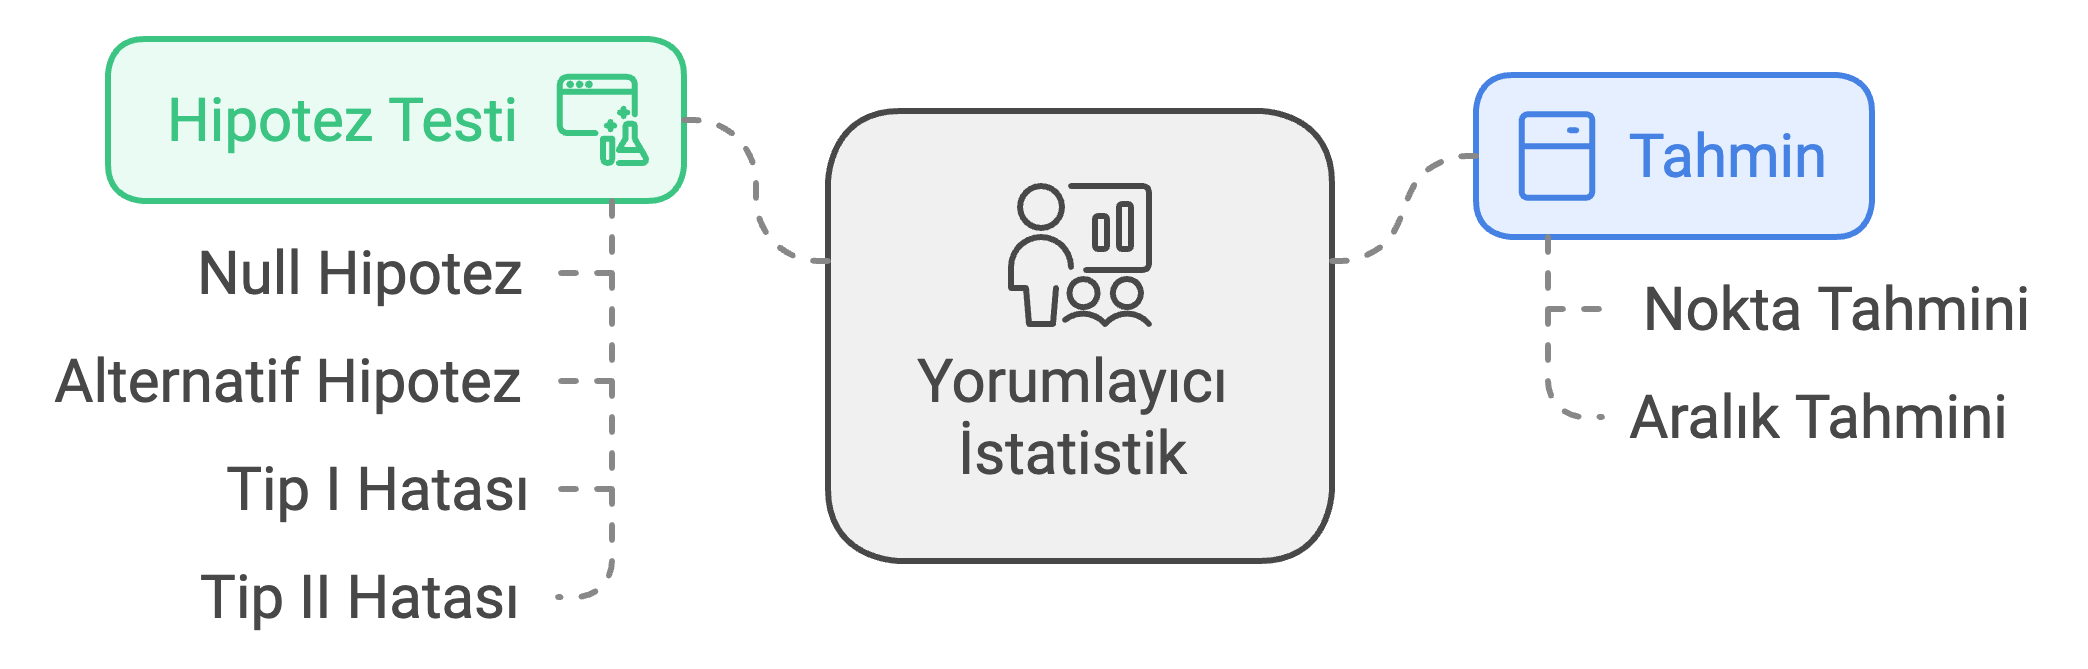 Hipotez Testi
Null Hipotez
Alternatif Hipotez
Tip I Hatası
Tip II Hatası
Yorumlayıcı
İstatistik
Tahmin
Nokta Tahmini
Aralık Tahmini